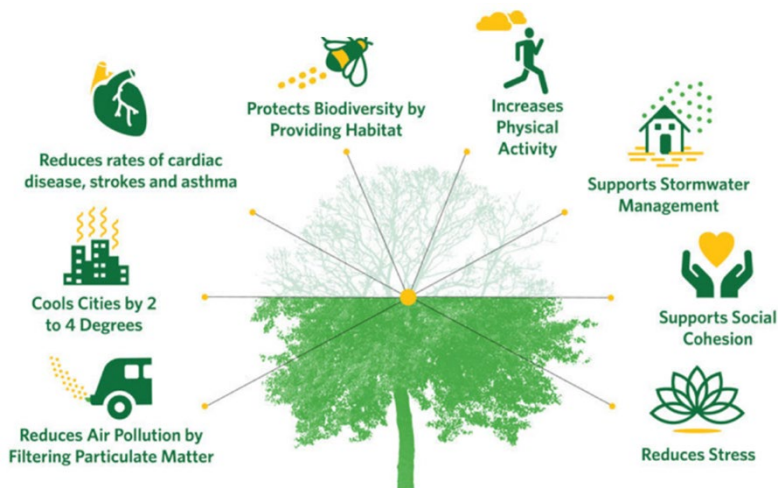 Reduces rates of cardiac
disease, strokes and asthma
Protects Biodiversity by
Providing Habitat
Increases
Physical
Activity
Supports Stormwater
Management
Cools Cities by 2
to 4 Degrees
Supports Social
Cohesion
Reduces Air Pollution by
Filtering Particulate Matter
Reduces Stress